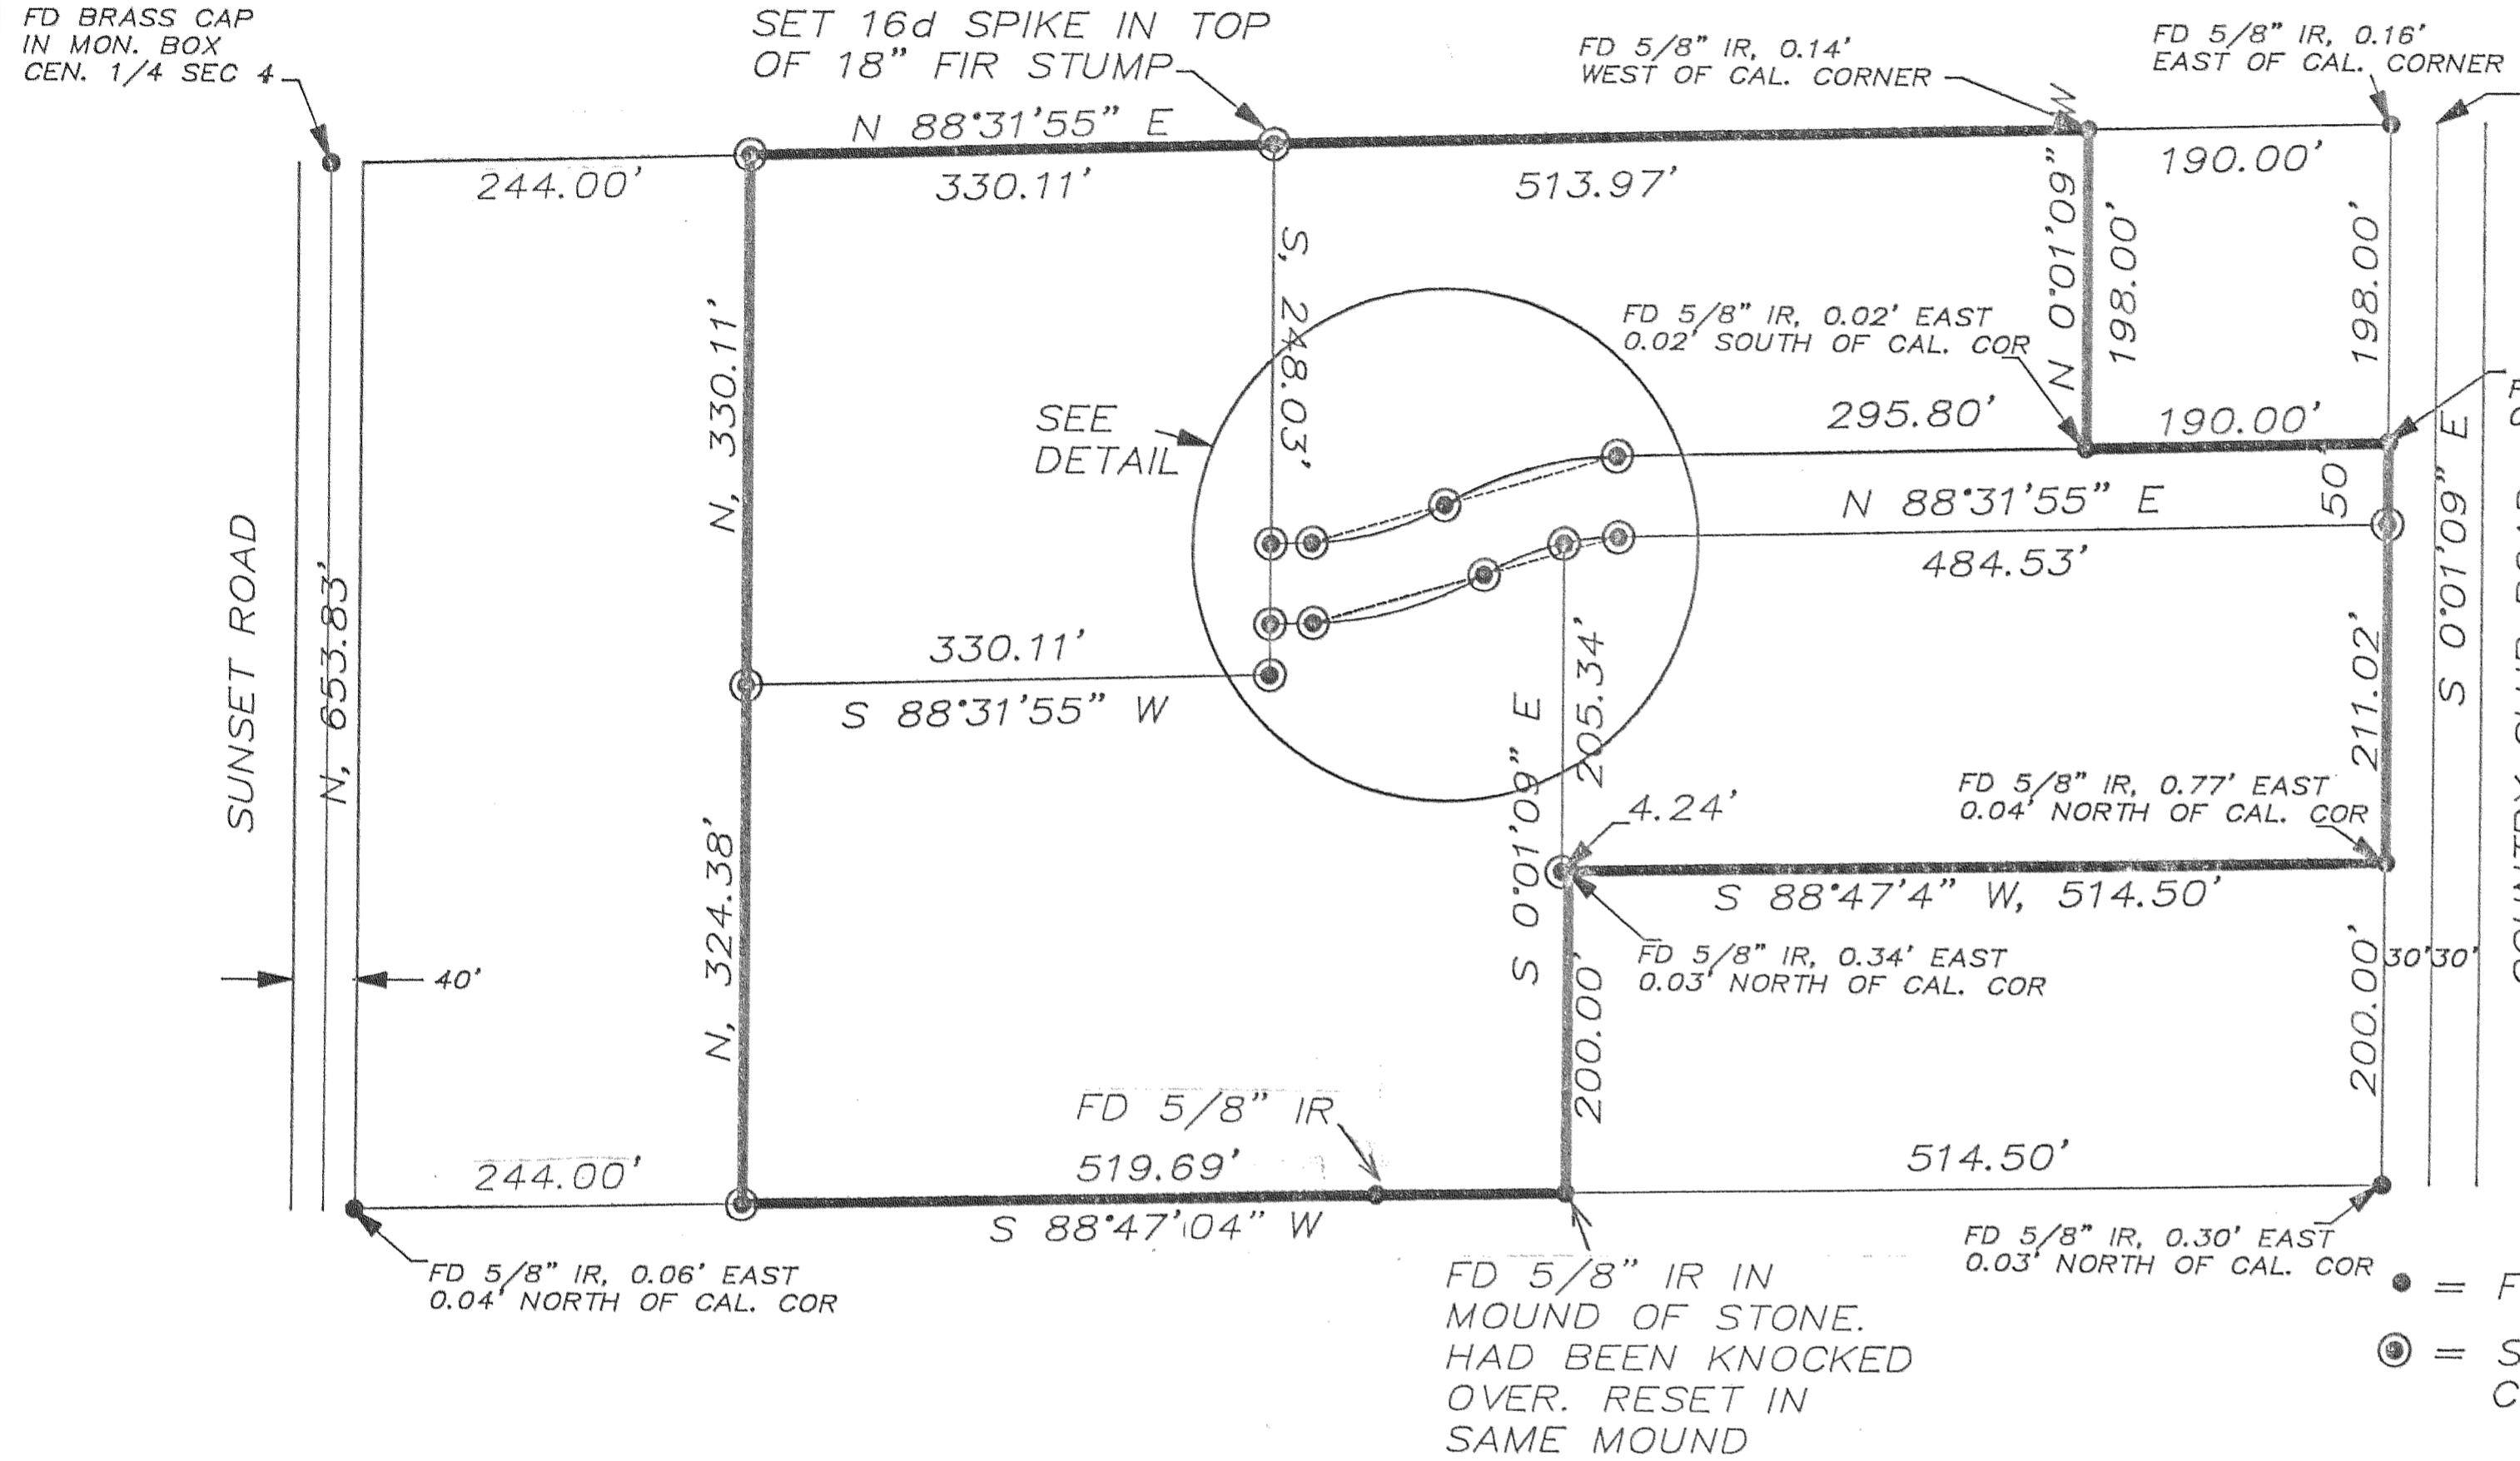 FD BRASS CAP
IN MON. BOX
CEN. 1/4 SEC 4
SET 16d SPIKE IN TOP
OF 18" FIR STUMP
FD 5/8" IR, 0.14'
WEST OF CAL. CORNER
FD 5/8" IR, 0.16'
EAST OF CAL. CORNER
N 88°31'55" E
244.00'
330.11'
513.97'
190.00'
N 0°01'09" W
198.00'
198.00'
S, 248.03'
N, 330.11'
FD 5/8" IR, 0.02' EAST
0.02' SOUTH OF CAL. COR
SEE
DETAIL
295.80'
190.00'
50'
N 88°31'55" E
484.53'
S 0°01'09" E
SUNSET ROAD
N, 653.83'
330.11'
S 88°31'55" W
205.34'
211.02'
S 0°01'09" E
4.24'
FD 5/8" IR, 0.77' EAST
0.04' NORTH OF CAL. COR
S 88°47'4" W, 514.50'
FD 5/8" IR, 0.34' EAST
0.03' NORTH OF CAL. COR
40'
N, 324.38'
200.00'
200.00'
30'
30'
FD 5/8" IR
244.00'
519.69'
514.50'
S 88°47'04" W
FD 5/8" IR, 0.06' EAST
0.04' NORTH OF CAL. COR
FD 5/8" IR IN
MOUND OF STONE.
HAD BEEN KNOCKED
OVER. RESET IN
SAME MOUND
FD 5/8" IR, 0.30' EAST
0.03' NORTH OF CAL. COR
= F
= S
C